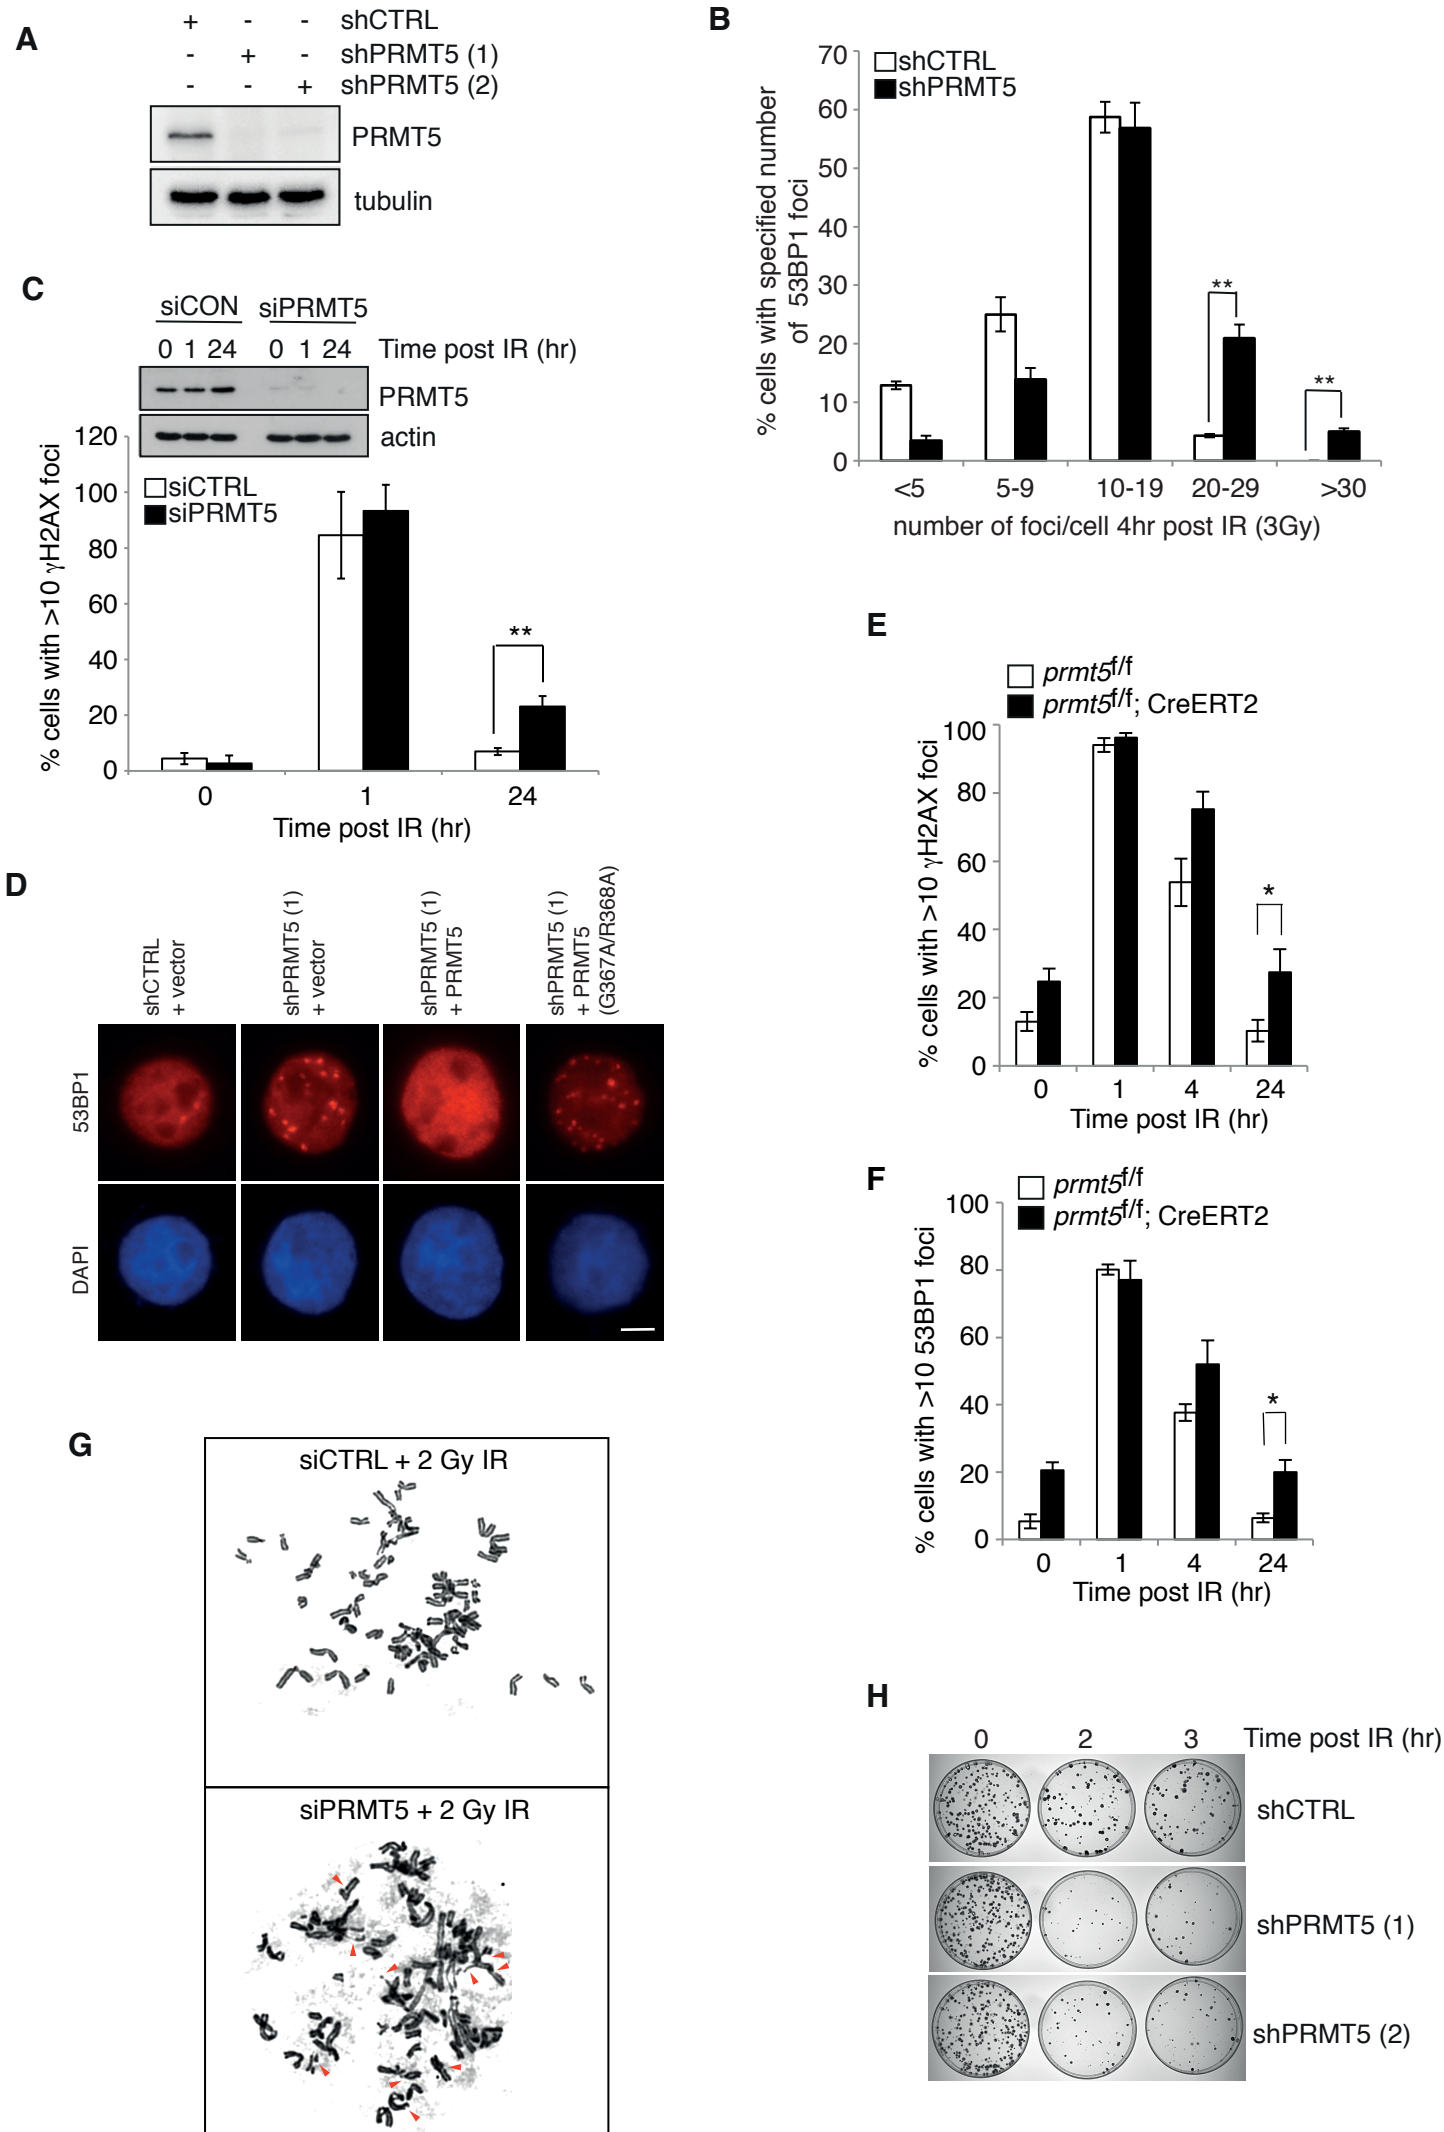 A
+ - - shCTRL
- + - shPRMT5 (1)
- - + shPRMT5 (2)
PRMT5
tubulin
B
% cells with specified number
of 53BP1 foci
70
60
50
40
30
20
10
0
shCTRL
shPRMT5
**
**
<5 5-9 10-19 20-29 >30
number of foci/cell 4hr post IR (3Gy)
C
siCON siPRMT5
0 1 24 0 1 24 Time post IR (hr)
PRMT5
actin
% cells with >10 γH2AX foci
120
100
80
60
40
20
0
siCTRL
siPRMT5
**
0 1 24
Time post IR (hr)
D
shCTRL
+ vector
shPRMT5 (1)
+ vector
shPRMT5 (1)
+ PRMT5
shPRMT5 (1)
+ PRMT5
(G367A/R368A)
53BP1
DAPI
E
prmt5f/f
prmt5f/f; CreERT2
% cells with >10 γH2AX foci
100
80
60
40
20
0
*
0 1 4 24
Time post IR (hr)
F
prmt5f/f
prmt5f/f; CreERT2
% cells with >10 53BP1 foci
100
80
60
40
20
0
*
0 1 4 24
Time post IR (hr)
G
siCTRL + 2 Gy IR
siPRMT5 + 2 Gy IR
H
0 2 3 Time post IR (hr)
shCTRL
shPRMT5 (1)
shPRMT5 (2)